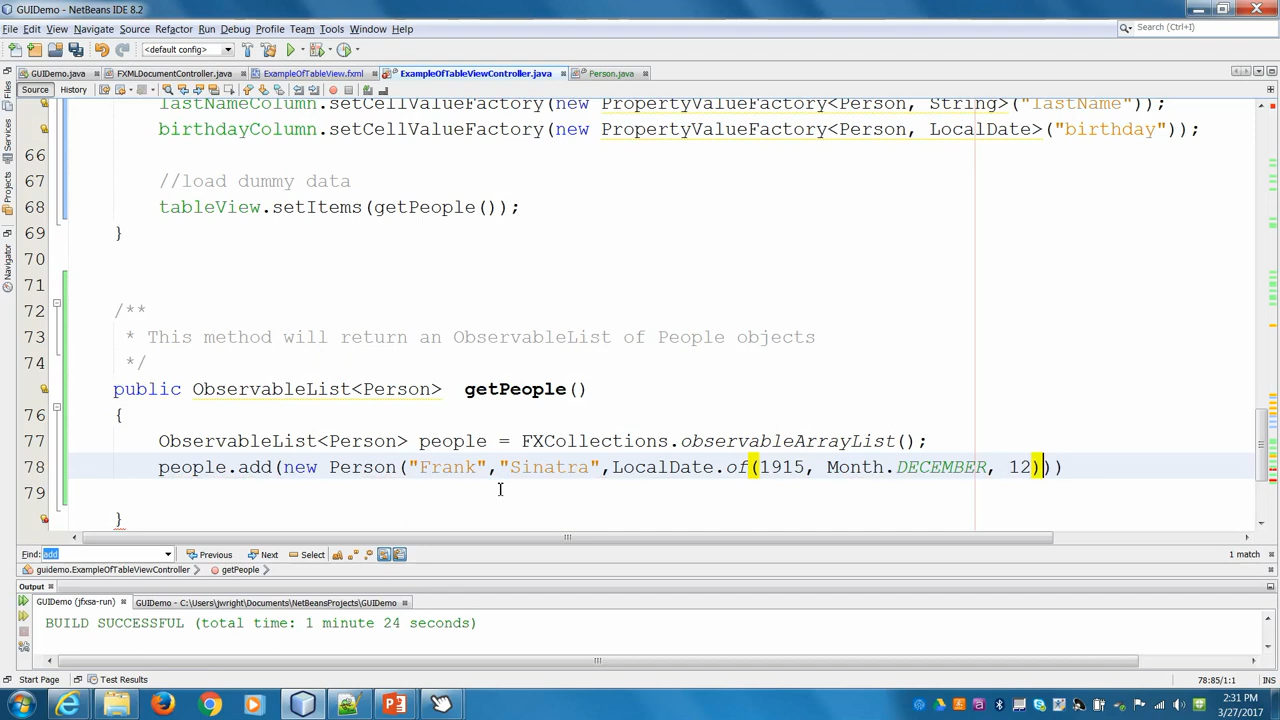 GUIDemo - NetBeans IDE 8.2
File Edit View Navigate Source Refactor Run Debug Profile Team Tools Window Help
Search (Ctrl+I)
<default config>
GUIDemo.java FXMLDocumentController.java ExampleOfTableView.fxml ExampleOfTableViewController.java Person.java
Source History
Files
Services
Projects
Navigator
lastNameColumn.setCellValueFactory(new PropertyValueFactory<Person, String>("lastName"));
birthdayColumn.setCellValueFactory(new PropertyValueFactory<Person, LocalDate>("birthday"));
66
67 //load dummy data
68 tableView.setItems(getPeople());
69 }
70
71
72 /**
73 * This method will return an ObservableList of People objects
74 */
public ObservableList<Person> getPeople()
76 {
77 ObservableList<Person> people = FXCollections.observableArrayList();
78 people.add(new Person("Frank","Sinatra",LocalDate.of(1915, Month.DECEMBER, 12)))
79
}
Find: add Previous Next Select 1 match
guidemo.ExampleOfTableViewController getPeople
Output
GUIDemo (jfxsa-run) GUIDemo - C:\Users\jwright\Documents\NetBeansProjects\GUIDemo
BUILD SUCCESSFUL (total time: 1 minute 24 seconds)
Start Page Test Results 78:85/1:1 INS
2:31 PM
3/27/2017